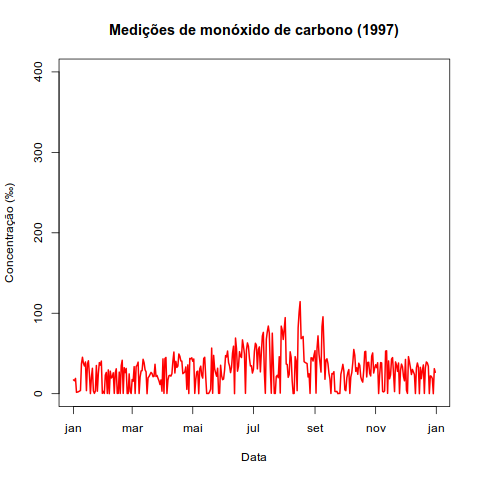 Medições de monóxido de carbono (1997)
Concentração (‰)
400
300
200
100
0
jan mar mai jul set nov jan
Data